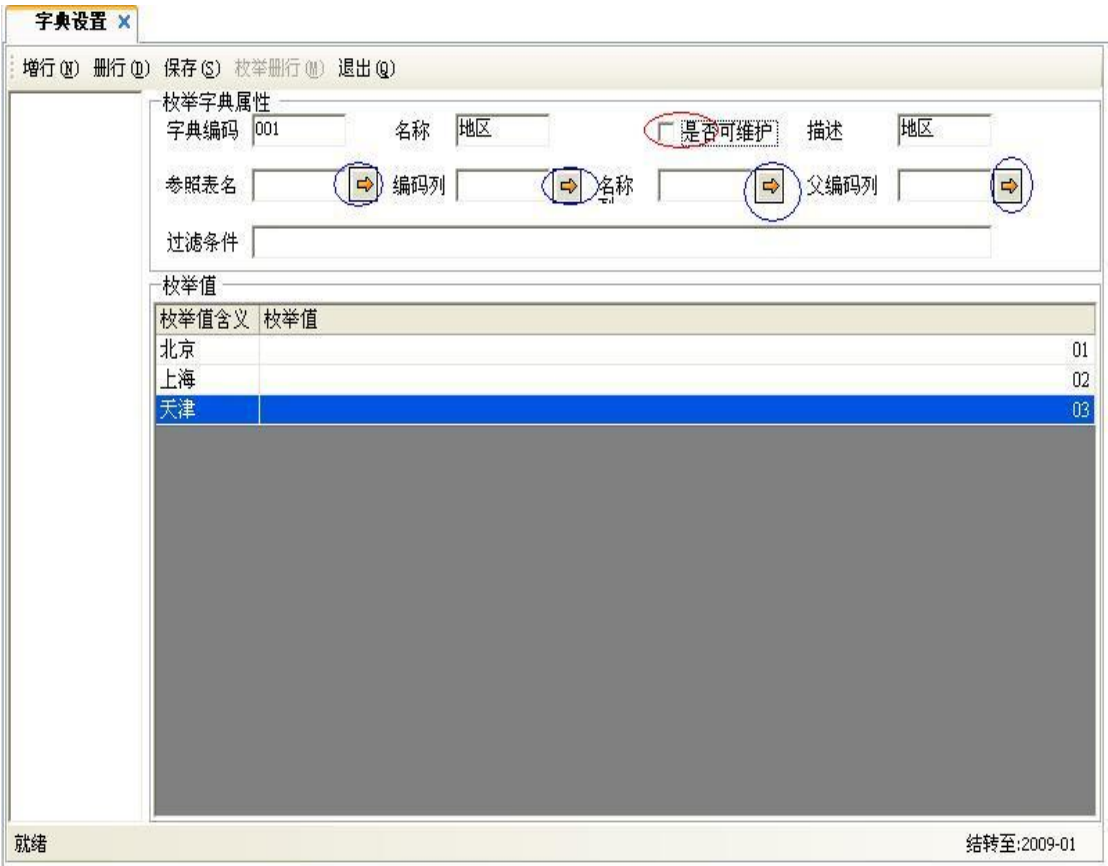 字典设置
增行(N) 删行(D) 保存(S) 枚举删行(M) 退出(Q)
枚举字典属性
字典编码 001 名称 地区 是否可维护 描述 地区
参照表名 编码列 名称 父编码列
过滤条件
枚举值
枚举值含义 枚举值
北京 01
上海 02
天津 03
就绪 结转至:2009-01